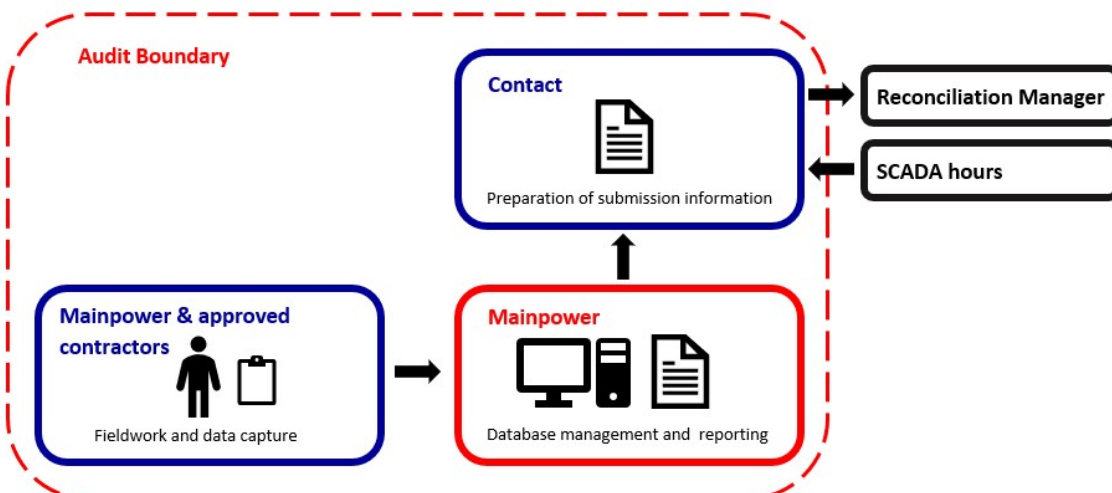 Audit Boundary
Contact
Preparation of submission information
Reconciliation Manager
SCADA hours
Mainpower & approved
contractors
Fieldwork and data capture
Mainpower
Database management and reporting